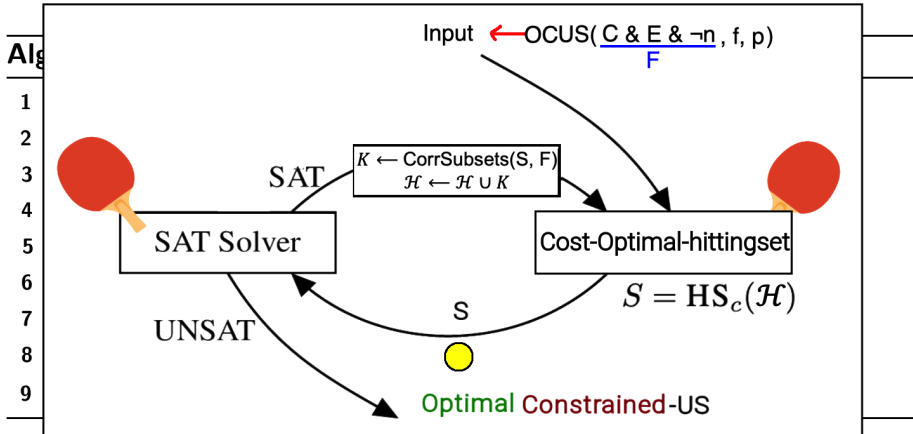 Input ← OCUS( C & E & ¬n , f, p)
F
Alg
1
2
3
4
5
6
7
8
9
SAT
K ← CorrSubsets(S, F)
ℋ ← ℋ ∪ K
SAT Solver
Cost-Optimal-hittingset
S = HS_c(ℋ)
S
UNSAT
Optimal Constrained-US